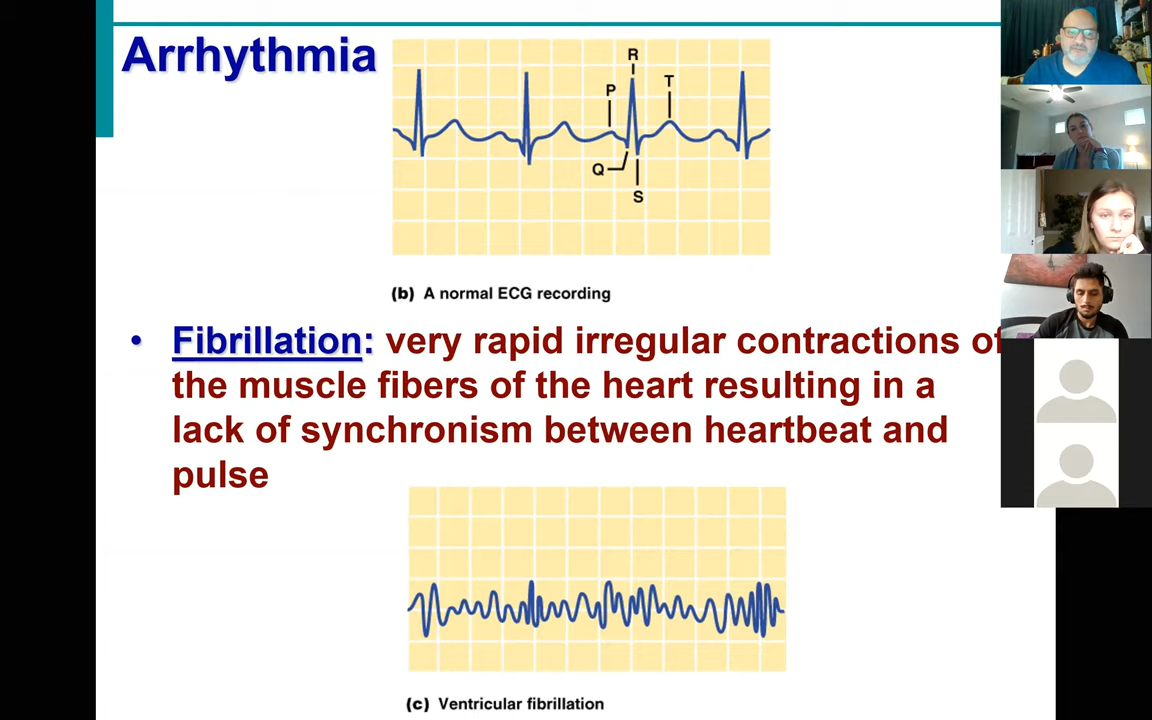 Arrhythmia
R
P
T
Q
S
(b) A normal ECG recording
• Fibrillation: very rapid irregular contractions of
the muscle fibers of the heart resulting in a
lack of synchronism between heartbeat and
pulse
(c) Ventricular fibrillation